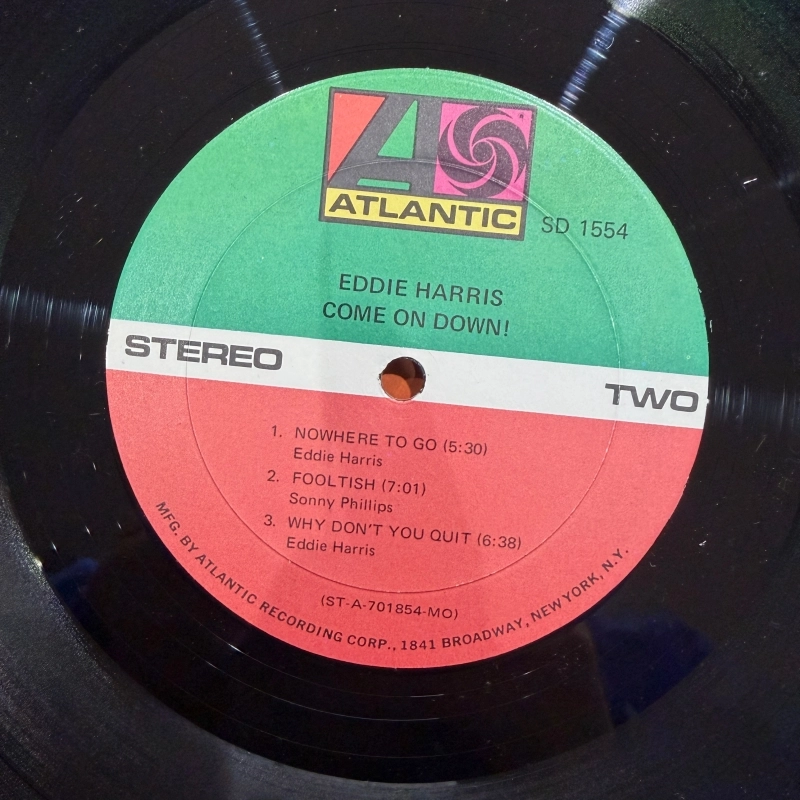 ATLANTIC
SD 1554
EDDIE HARRIS
COME ON DOWN!
STEREO
TWO
1. NOWHERE TO GO (5:30)
Eddie Harris
2. FOOLTISH (7:01)
Sonny Phillips
3. WHY DON'T YOU QUIT (6:38)
Eddie Harris
(ST-A-701854-MO)
MFG. BY ATLANTIC RECORDING CORP., 1841 BROADWAY, NEW YORK, N.Y.